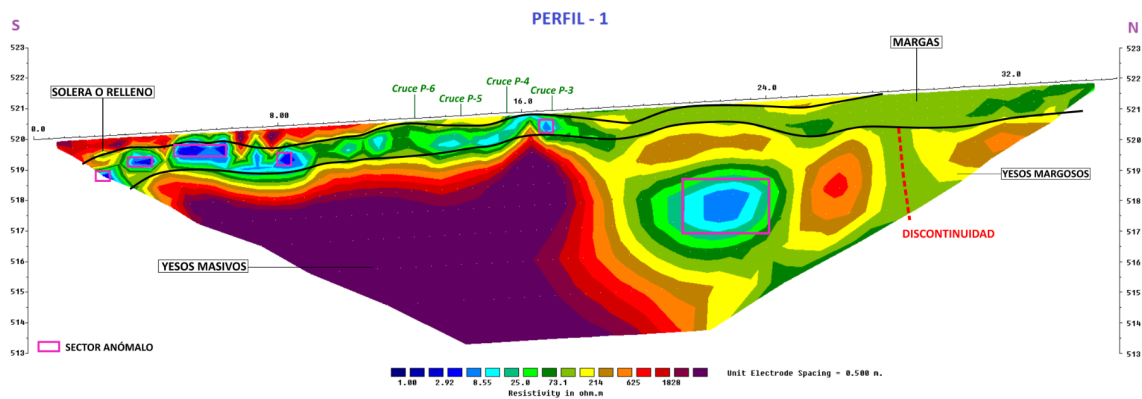 PERFIL - 1
S
N
523
523
MARGAS
522
522
32.0
SOLERA O RELLENO
Cruce P-6
Cruce P-5
Cruce P-4
Cruce P-3
24.0
521
521
16.0
8.00
0.0
520
520
519
519
YESOS MARGOSOS
518
518
517
517
DISCONTINUIDAD
YESOS MASIVOS
516
516
515
515
514
514
SECTOR ANÓMALO
513
513
Unit Electrode Spacing = 0.500 m.
1.00 2.92 8.55 25.0 73.1 214 625 1828
Resistivity in ohm.m